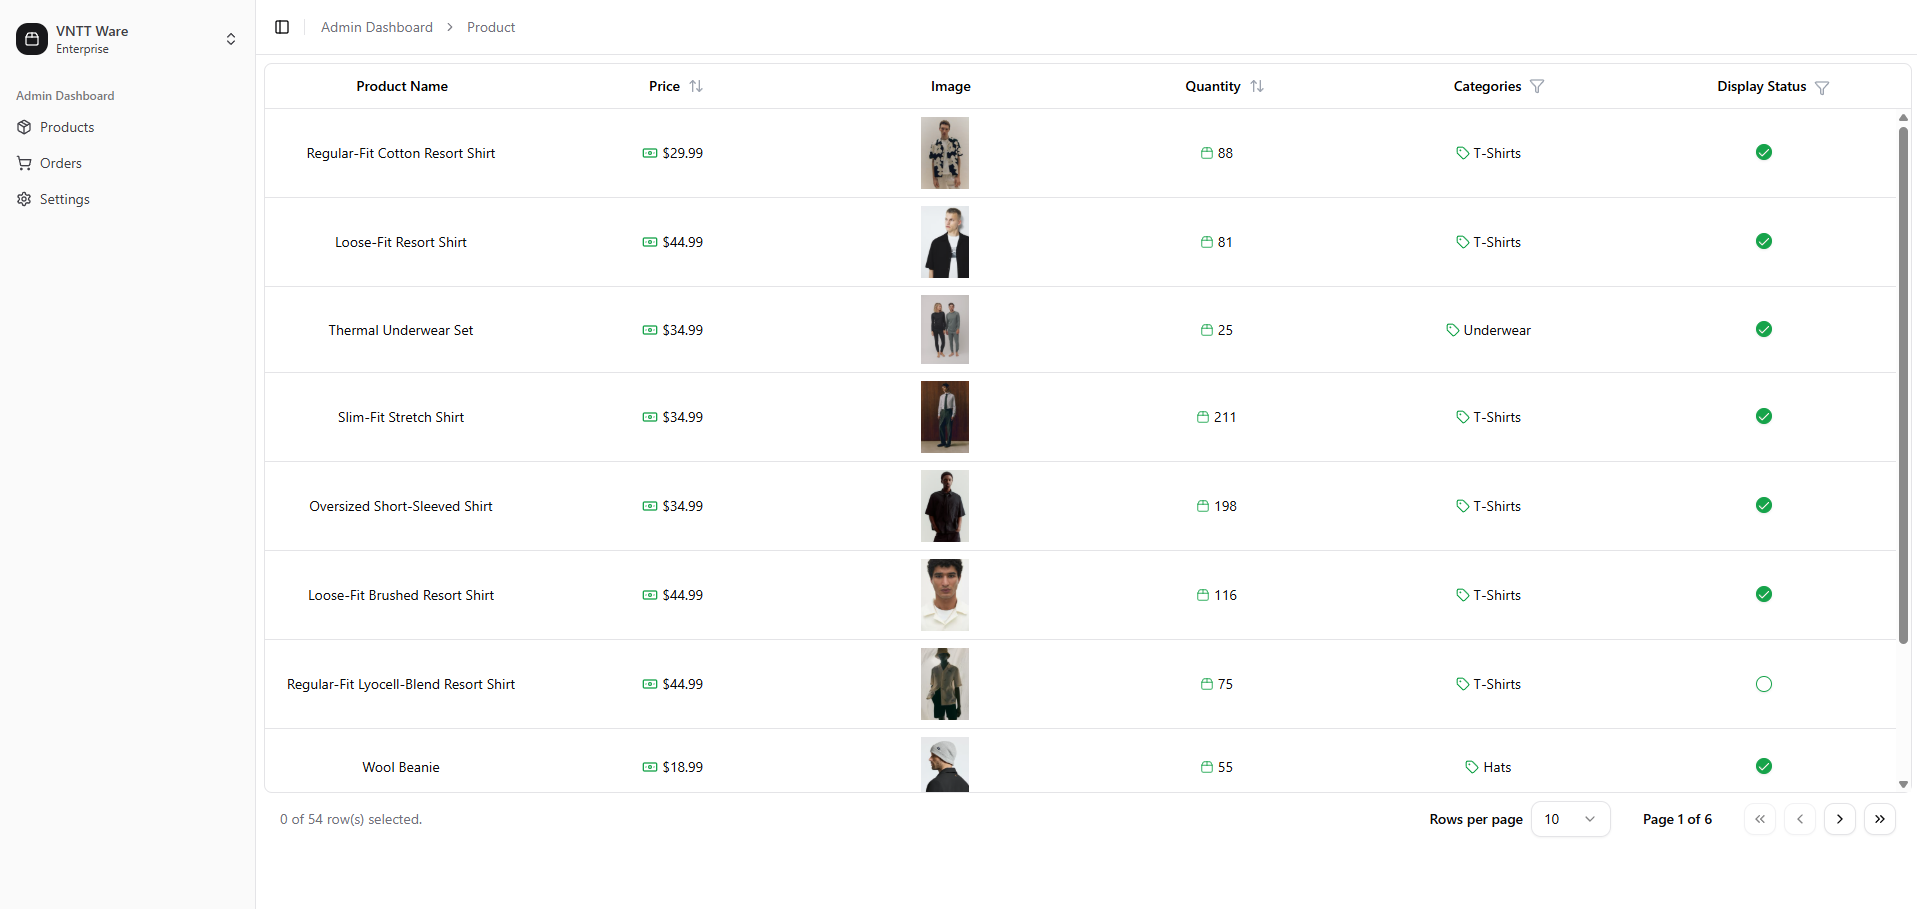 VNTT Ware
Enterprise
Admin Dashboard
Products
Orders
Settings
Admin Dashboard > Product
Product Name Price Image Quantity Categories Display Status
Regular-Fit Cotton Resort Shirt $29.99 88 T-Shirts
Loose-Fit Resort Shirt $44.99 81 T-Shirts
Thermal Underwear Set $34.99 25 Underwear
Slim-Fit Stretch Shirt $34.99 211 T-Shirts
Oversized Short-Sleeved Shirt $34.99 198 T-Shirts
Loose-Fit Brushed Resort Shirt $44.99 116 T-Shirts
Regular-Fit Lyocell-Blend Resort Shirt $44.99 75 T-Shirts
Wool Beanie $18.99 55 Hats
0 of 54 row(s) selected. Rows per page 10 Page 1 of 6